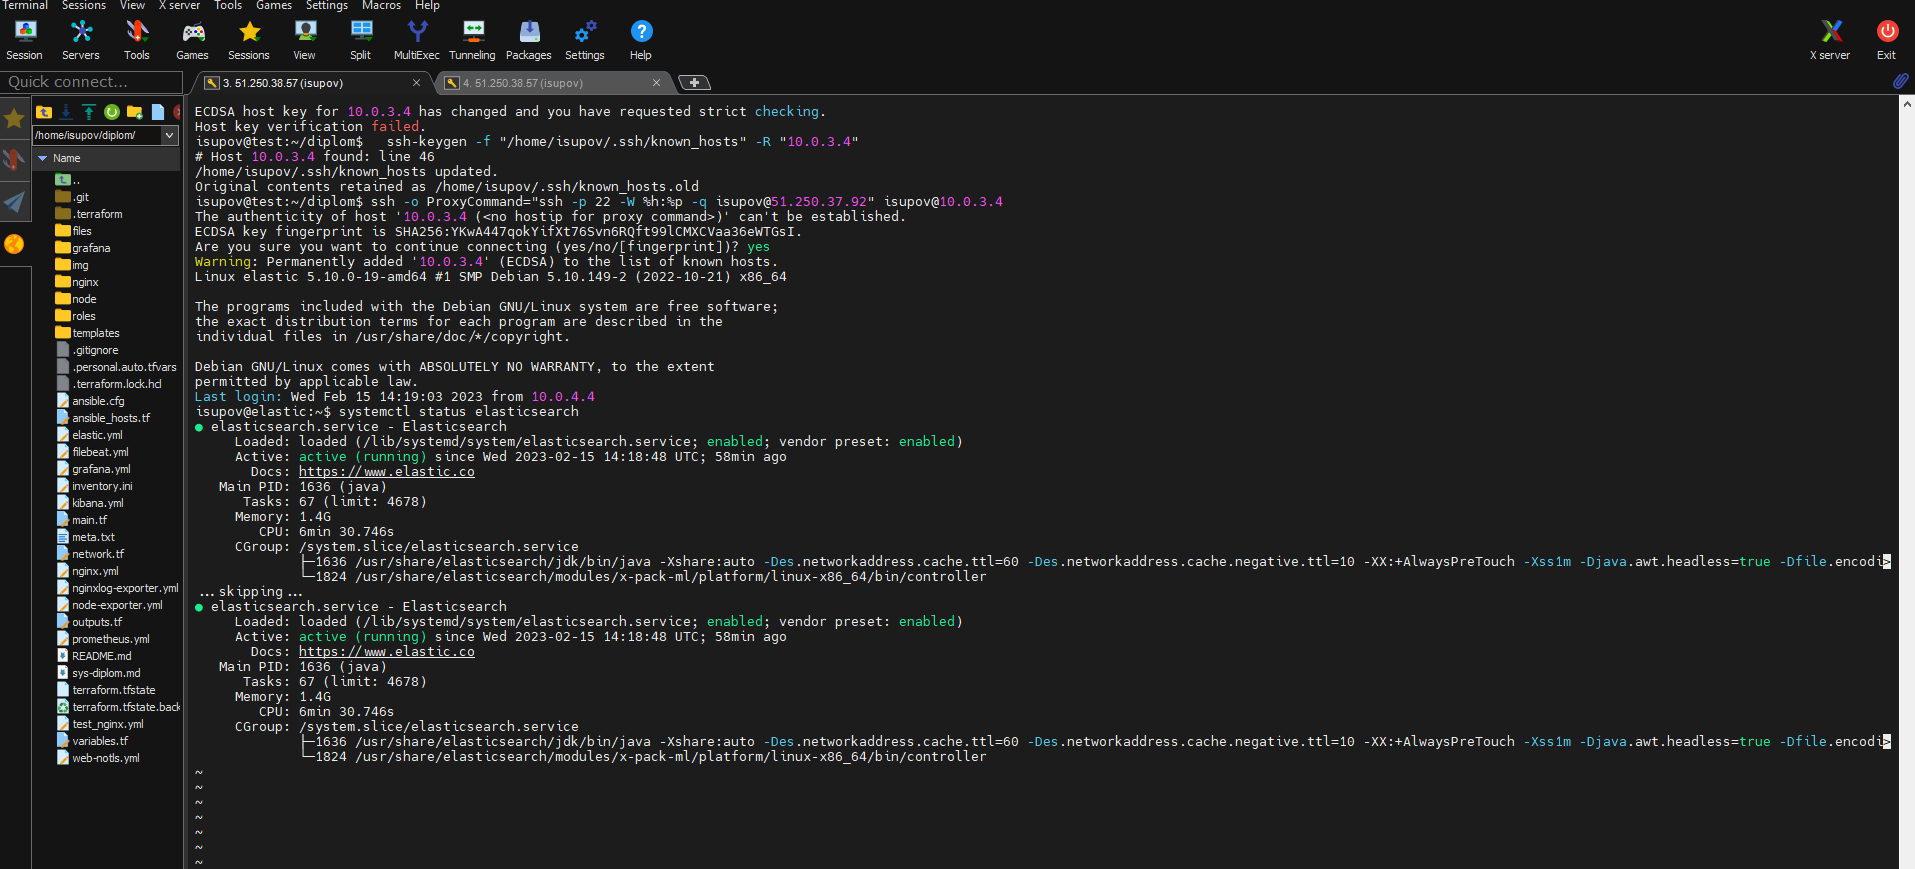 Terminal Sessions View X server Tools Games Settings Macros Help
Session Servers Tools Games Sessions View Split MultiExec Tunneling Packages Settings Help X server Exit
Quick connect...
3. 51.250.38.57 (isupov)
4. 51.250.38.57 (isupov)
/home/isupov/diplom/
Name
..
.git
.terraform
files
grafana
img
nginx
node
roles
templates
.gitignore
.personal.auto.tfvars
.terraform.lock.hcl
ansible.cfg
ansible_hosts.tf
elastic.yml
filebeat.yml
grafana.yml
inventory.ini
kibana.yml
main.tf
meta.txt
network.tf
nginx.yml
nginxlog-exporter.yml
node-exporter.yml
outputs.tf
prometheus.yml
README.md
sys-diplom.md
terraform.tfstate
terraform.tfstate.back
test_nginx.yml
variables.tf
web-notls.yml
ECDSA host key for 10.0.3.4 has changed and you have requested strict checking.
Host key verification failed.
isupov@test:~/diplom$   ssh-keygen -f "/home/isupov/.ssh/known_hosts" -R "10.0.3.4"
# Host 10.0.3.4 found: line 46
/home/isupov/.ssh/known_hosts updated.
Original contents retained as /home/isupov/.ssh/known_hosts.old
isupov@test:~/diplom$ ssh -o ProxyCommand="ssh -p 22 -W %h:%p -q isupov@51.250.37.92" isupov@10.0.3.4
The authenticity of host '10.0.3.4 (<no hostip for proxy command>)' can't be established.
ECDSA key fingerprint is SHA256:YKwA447qokYifXt76Svn6RQft99lCMXCVaa36eWTGsI.
Are you sure you want to continue connecting (yes/no/[fingerprint])? yes
Warning: Permanently added '10.0.3.4' (ECDSA) to the list of known hosts.
Linux elastic 5.10.0-19-amd64 #1 SMP Debian 5.10.149-2 (2022-10-21) x86_64
The programs included with the Debian GNU/Linux system are free software;
the exact distribution terms for each program are described in the
individual files in /usr/share/doc/*/copyright.
Debian GNU/Linux comes with ABSOLUTELY NO WARRANTY, to the extent
permitted by applicable law.
Last login: Wed Feb 15 14:19:03 2023 from 10.0.4.4
isupov@elastic:~$ systemctl status elasticsearch
● elasticsearch.service - Elasticsearch
Loaded: loaded (/lib/systemd/system/elasticsearch.service; enabled; vendor preset: enabled)
Active: active (running) since Wed 2023-02-15 14:18:48 UTC; 58min ago
Docs: https://www.elastic.co
Main PID: 1636 (java)
Tasks: 67 (limit: 4678)
Memory: 1.4G
CPU: 6min 30.746s
CGroup: /system.slice/elasticsearch.service
├─1636 /usr/share/elasticsearch/jdk/bin/java -Xshare:auto -Des.networkaddress.cache.ttl=60 -Des.networkaddress.cache.negative.ttl=10 -XX:+AlwaysPreTouch -Xss1m -Djava.awt.headless=true -Dfile.encodi>
└─1824 /usr/share/elasticsearch/modules/x-pack-ml/platform/linux-x86_64/bin/controller
...skipping...
● elasticsearch.service - Elasticsearch
Loaded: loaded (/lib/systemd/system/elasticsearch.service; enabled; vendor preset: enabled)
Active: active (running) since Wed 2023-02-15 14:18:48 UTC; 58min ago
Docs: https://www.elastic.co
Main PID: 1636 (java)
Tasks: 67 (limit: 4678)
Memory: 1.4G
CPU: 6min 30.746s
CGroup: /system.slice/elasticsearch.service
├─1636 /usr/share/elasticsearch/jdk/bin/java -Xshare:auto -Des.networkaddress.cache.ttl=60 -Des.networkaddress.cache.negative.ttl=10 -XX:+AlwaysPreTouch -Xss1m -Djava.awt.headless=true -Dfile.encodi>
└─1824 /usr/share/elasticsearch/modules/x-pack-ml/platform/linux-x86_64/bin/controller
~
~
~
~
~
~
~